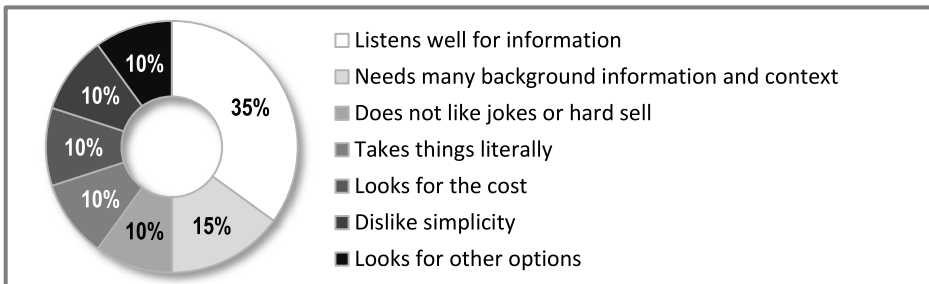 35%
15%
10%
10%
10%
10%
10%
Listens well for information
Needs many background information and context
Does not like jokes or hard sell
Takes things literally
Looks for the cost
Dislike simplicity
Looks for other options